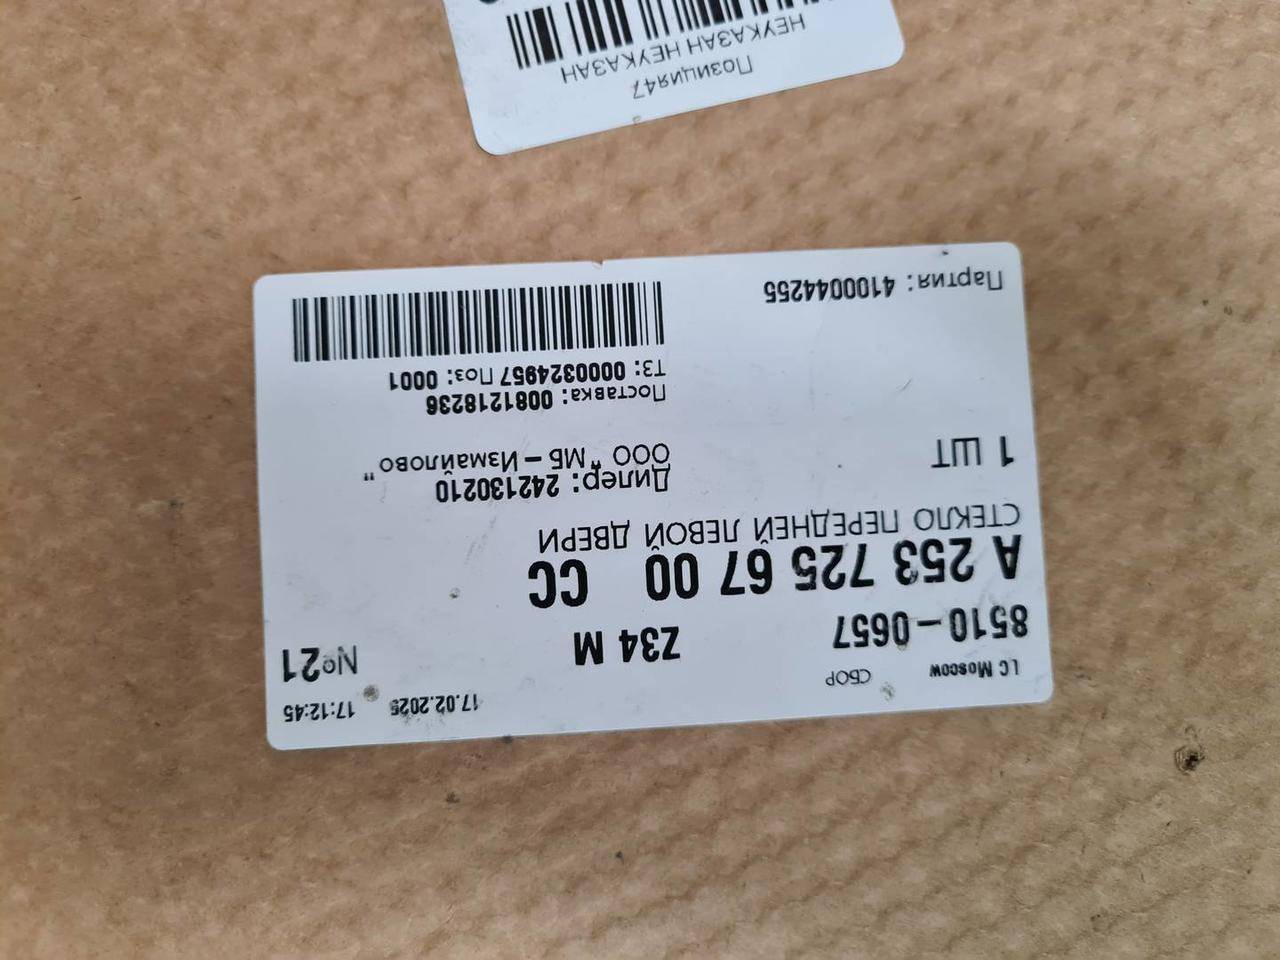 LC Moscow СБОР 17.02.2025 17:12:45
8510-0657 Z34 M №21
A 253 725 67 00 CC
СТЕКЛО ПЕРЕДНЕЙ ЛЕВОЙ ДВЕРИ
1 ШТ
Дилер: 242130210
ООО "МБ - Измайлово"
Поставка: 0081218236
ТЗ: 0000324957 Поз: 0001
Партия: 4100044255
Позиция47
НЕУКАЗАН НЕУКАЗАН